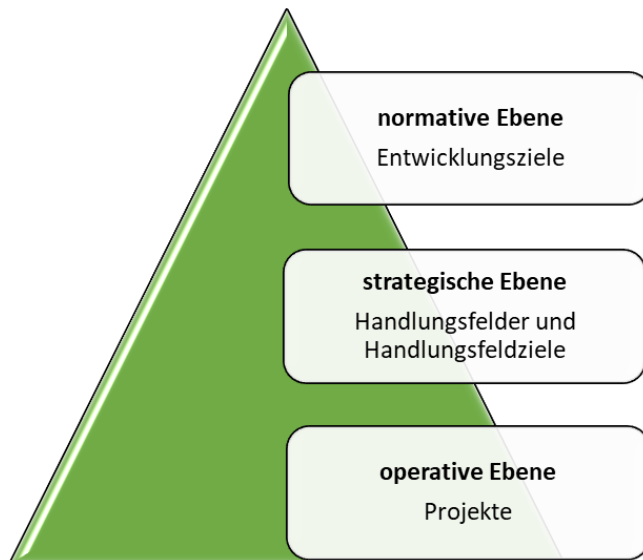 normative Ebene
Entwicklungsziele
strategische Ebene
Handlungsfelder und
Handlungsfeldziele
operative Ebene
Projekte